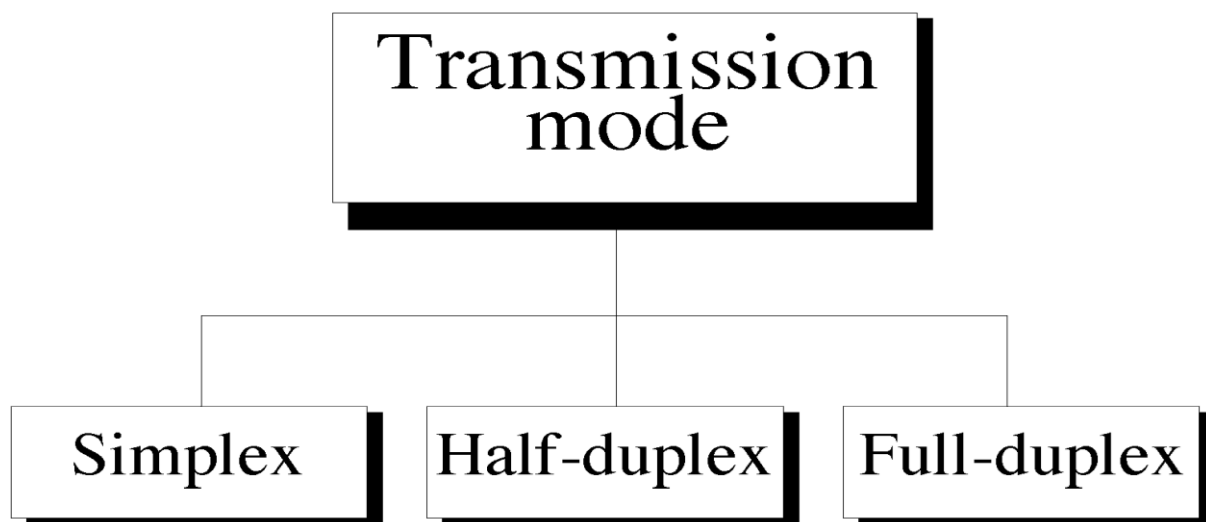 Transmission
mode
Simplex
Half-duplex
Full-duplex